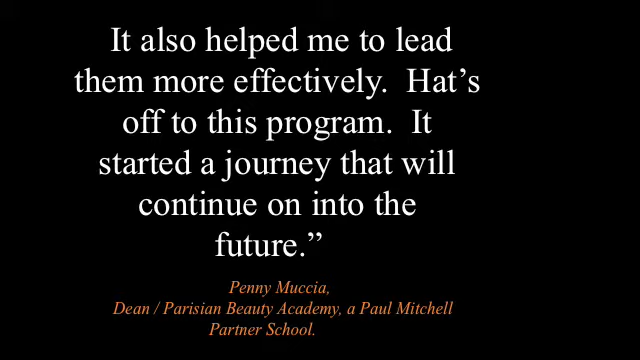 It also helped me to lead
them more effectively.  Hat’s
off to this program.  It
started a journey that will
continue on into the
future.”
Penny Muccia,
Dean / Parisian Beauty Academy, a Paul Mitchell
Partner School.